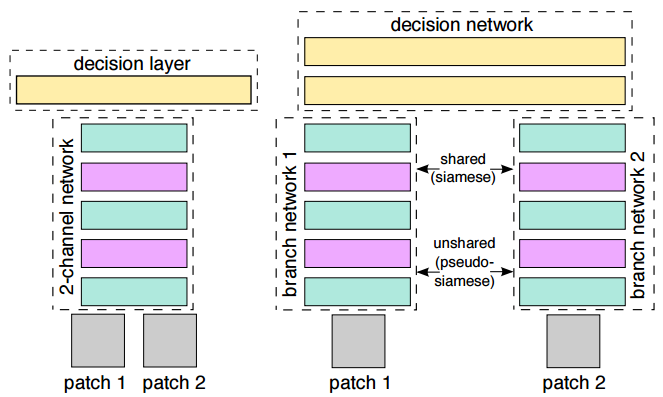 decision layer
2-channel network
patch 1
patch 2
decision network
branch network 1
shared
(siamese)
unshared
(pseudo-
siamese)
branch network 2
patch 1
patch 2